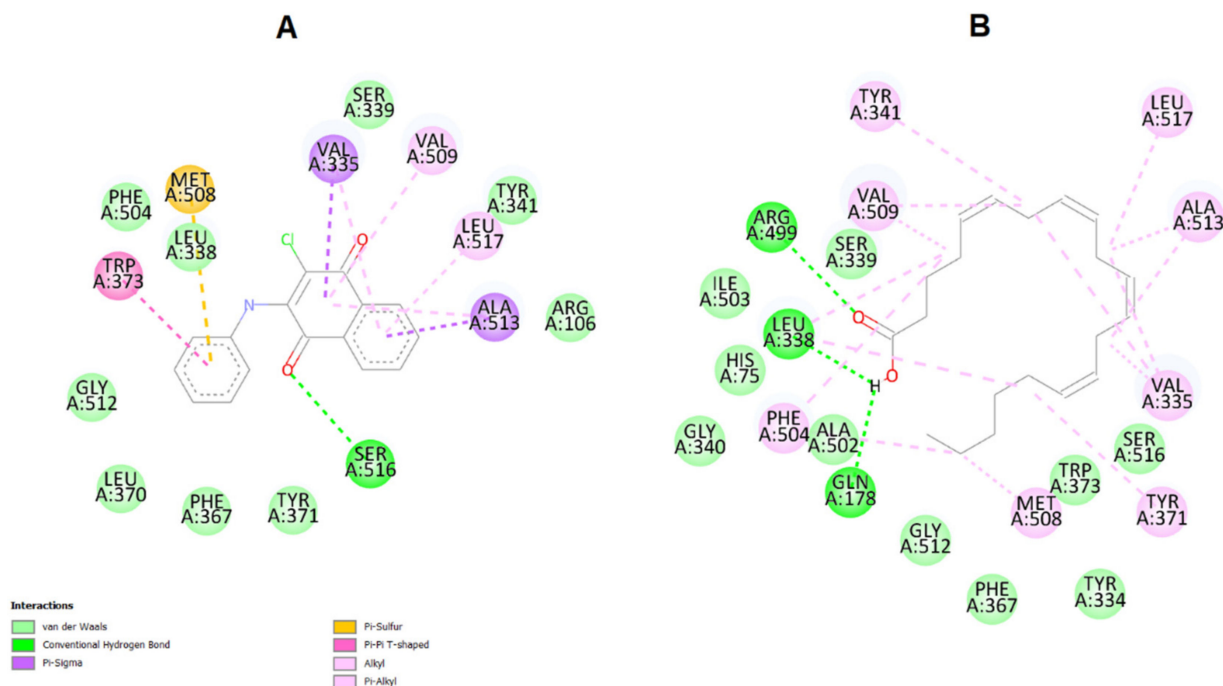 A
SER
A:339
VAL
A:335
VAL
A:509
MET
A:508
PHE
A:504
TYR
A:341
LEU
A:338
LEU
A:517
TRP
A:373
Cl
O
N
ALA
A:513
ARG
A:106
O
GLY
A:512
SER
A:516
LEU
A:370
PHE
A:367
TYR
A:371
B
TYR
A:341
LEU
A:517
VAL
A:509
ARG
A:499
ALA
A:513
SER
A:339
ILE
A:503
O
LEU
A:338
HIS
A:75
O
H
VAL
A:335
PHE
A:504
ALA
A:502
GLY
A:340
SER
A:516
TRP
A:373
GLN
A:178
MET
A:508
TYR
A:371
GLY
A:512
PHE
A:367
TYR
A:334
Interactions
van der Waals
Conventional Hydrogen Bond
Pi-Sigma
Pi-Sulfur
Pi-Pi T-shaped
Alkyl
Pi-Alkyl